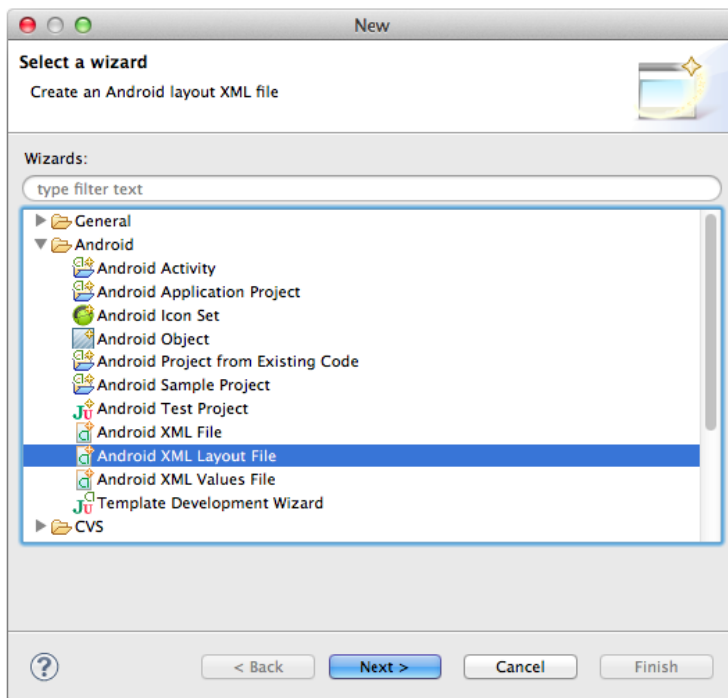 New
Select a wizard
Create an Android layout XML file
Wizards:
type filter text
General
Android
Android Activity
Android Application Project
Android Icon Set
Android Object
Android Project from Existing Code
Android Sample Project
Android Test Project
Android XML File
Android XML Layout File
Android XML Values File
Template Development Wizard
CVS
? < Back Next > Cancel Finish